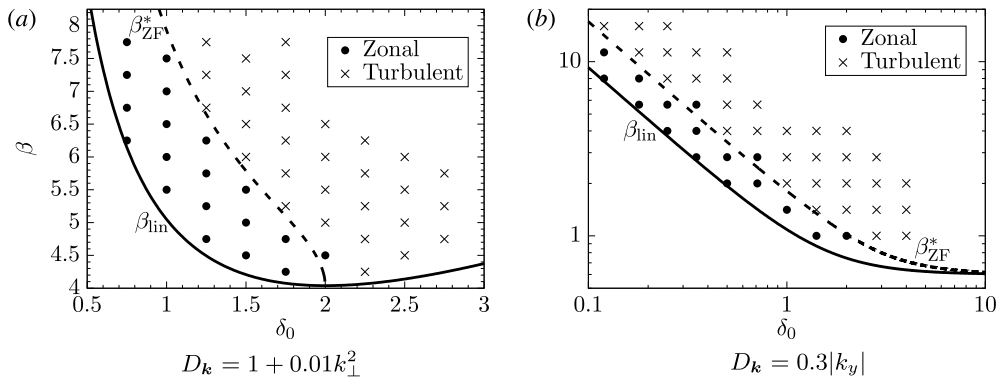 (a)
β*ZF
Zonal
Turbulent
βlin
β
8
7.5
7
6.5
6
5.5
5
4.5
4
0.5 1 1.5 2 2.5 3
δ0
Dk = 1 + 0.01k⊥²
(b)
Zonal
Turbulent
βlin
β*ZF
10
1
0.1 1 10
δ0
Dk = 0.3|ky|